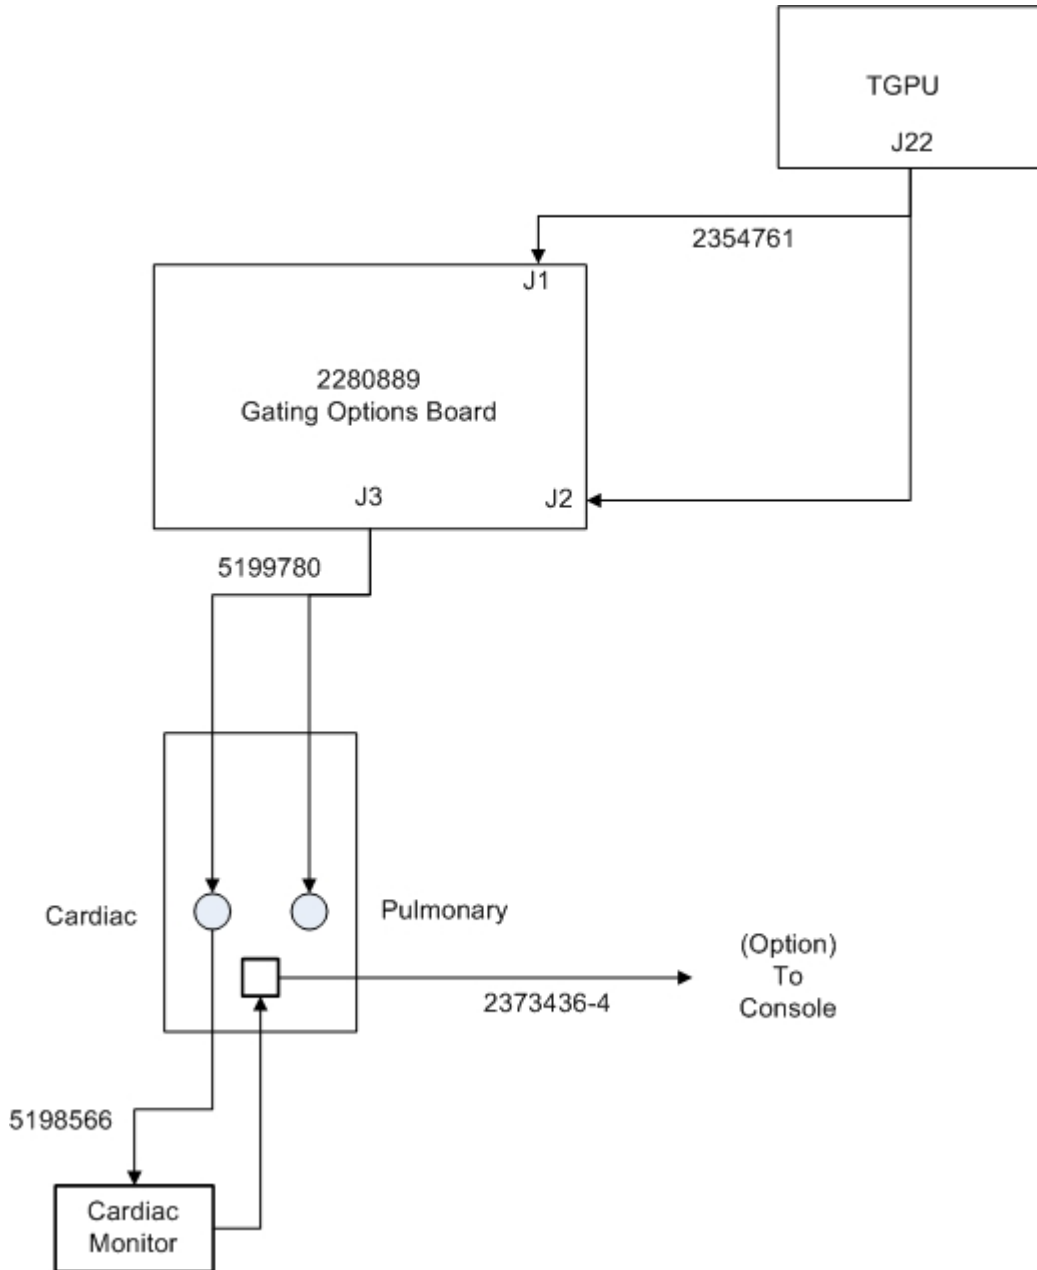 TGPU
J22
2354761
J1
2280889
Gating Options Board
J3
J2
5199780
Cardiac
Pulmonary
(Option)
To
Console
2373436-4
5198566
Cardiac
Monitor